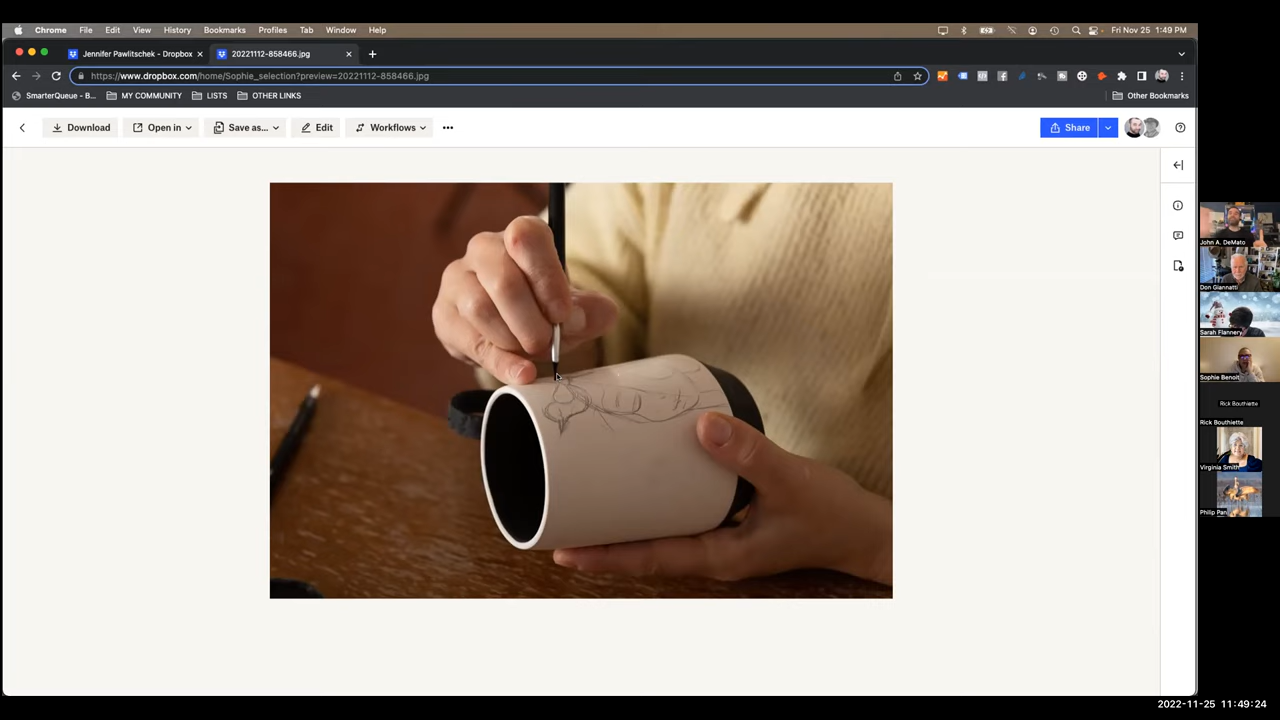 Chrome File Edit View History Bookmarks Profiles Tab Window Help Fri Nov 25 1:49 PM
Jennifer Pawlitschek - Dropbox 20221112-858466.jpg
https://www.dropbox.com/home/Sophie_selection?preview=20221112-858466.jpg
SmarterQueue - B... MY COMMUNITY LISTS OTHER LINKS Other Bookmarks
Download Open in Save as... Edit Workflows Share
John A. DeMato
Don Giannatti
Sarah Flannery
Sophie Benoit
Rick Bouthiette
Rick Bouthiette
Virginia Smith
Philip Pan
2022-11-25 11:49:24